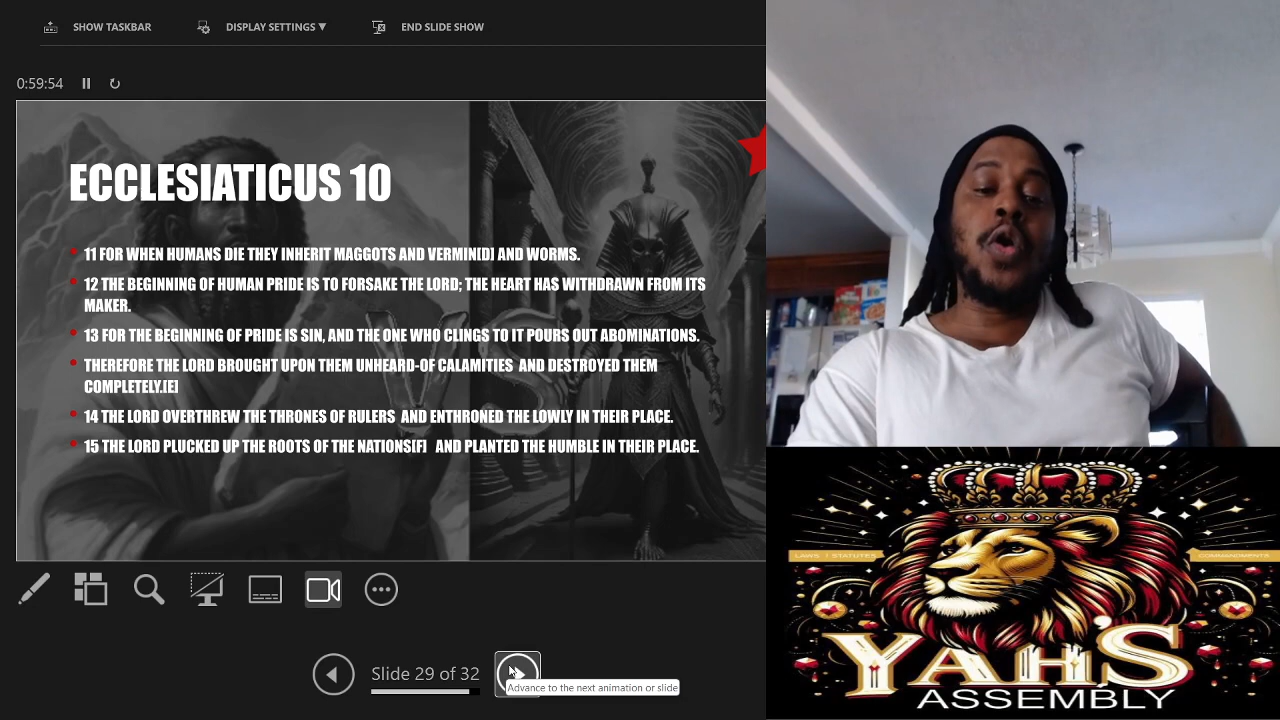 SHOW TASKBAR
DISPLAY SETTINGS ▼
END SLIDE SHOW
0:59:54
ECCLESIATICUS 10
• 11 FOR WHEN HUMANS DIE THEY INHERIT MAGGOTS AND VERMIN[D] AND WORMS.
• 12 THE BEGINNING OF HUMAN PRIDE IS TO FORSAKE THE LORD; THE HEART HAS WITHDRAWN FROM ITS
MAKER.
• 13 FOR THE BEGINNING OF PRIDE IS SIN, AND THE ONE WHO CLINGS TO IT POURS OUT ABOMINATIONS.
• THEREFORE THE LORD BROUGHT UPON THEM UNHEARD-OF CALAMITIES AND DESTROYED THEM
COMPLETELY.[E]
• 14 THE LORD OVERTHREW THE THRONES OF RULERS AND ENTHRONED THE LOWLY IN THEIR PLACE.
• 15 THE LORD PLUCKED UP THE ROOTS OF THE NATIONS[F] AND PLANTED THE HUMBLE IN THEIR PLACE.
VS
Slide 29 of 32
Advance to the next animation or slide
LAWS STATUTES
COMMANDMENTS
YAH'S
ASSEMBLY